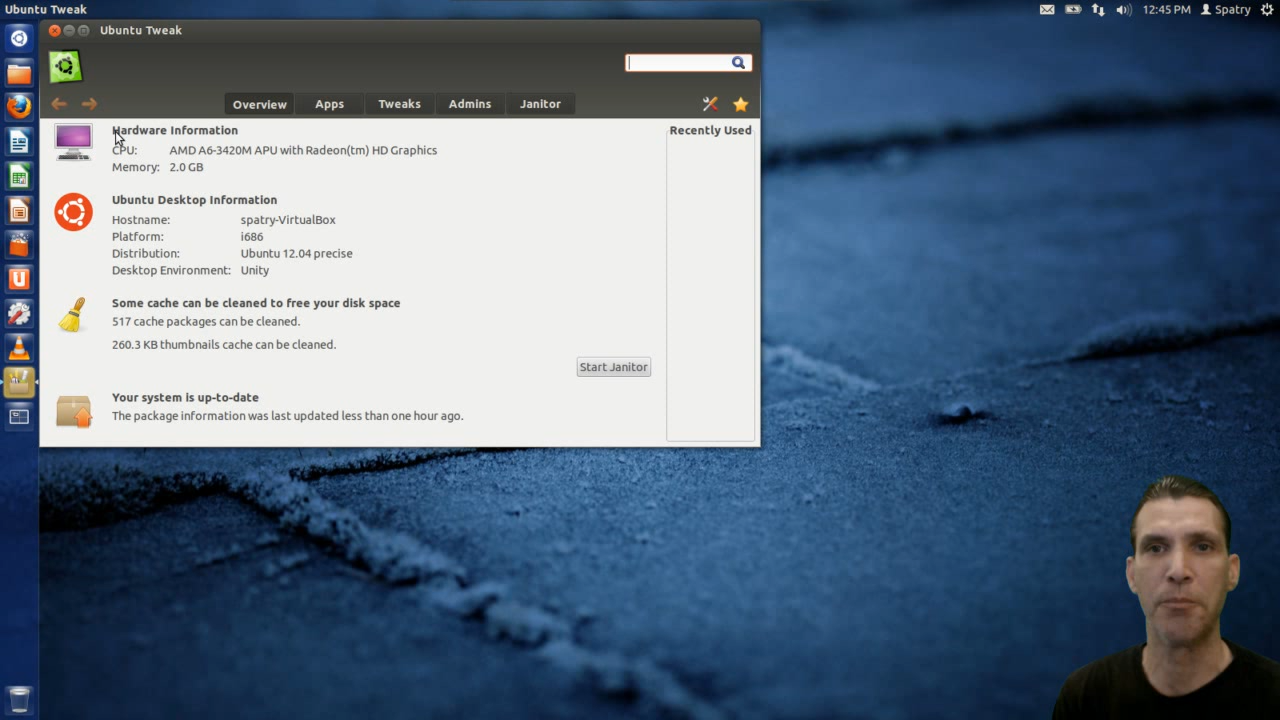 Ubuntu Tweak
12:45 PM Spatry
Ubuntu Tweak
Overview Apps Tweaks Admins Janitor
Hardware Information
CPU: AMD A6-3420M APU with Radeon(tm) HD Graphics
Memory: 2.0 GB
Ubuntu Desktop Information
Hostname: spatry-VirtualBox
Platform: i686
Distribution: Ubuntu 12.04 precise
Desktop Environment: Unity
Some cache can be cleaned to free your disk space
517 cache packages can be cleaned.
260.3 KB thumbnails cache can be cleaned.
Start Janitor
Your system is up-to-date
The package information was last updated less than one hour ago.
Recently Used